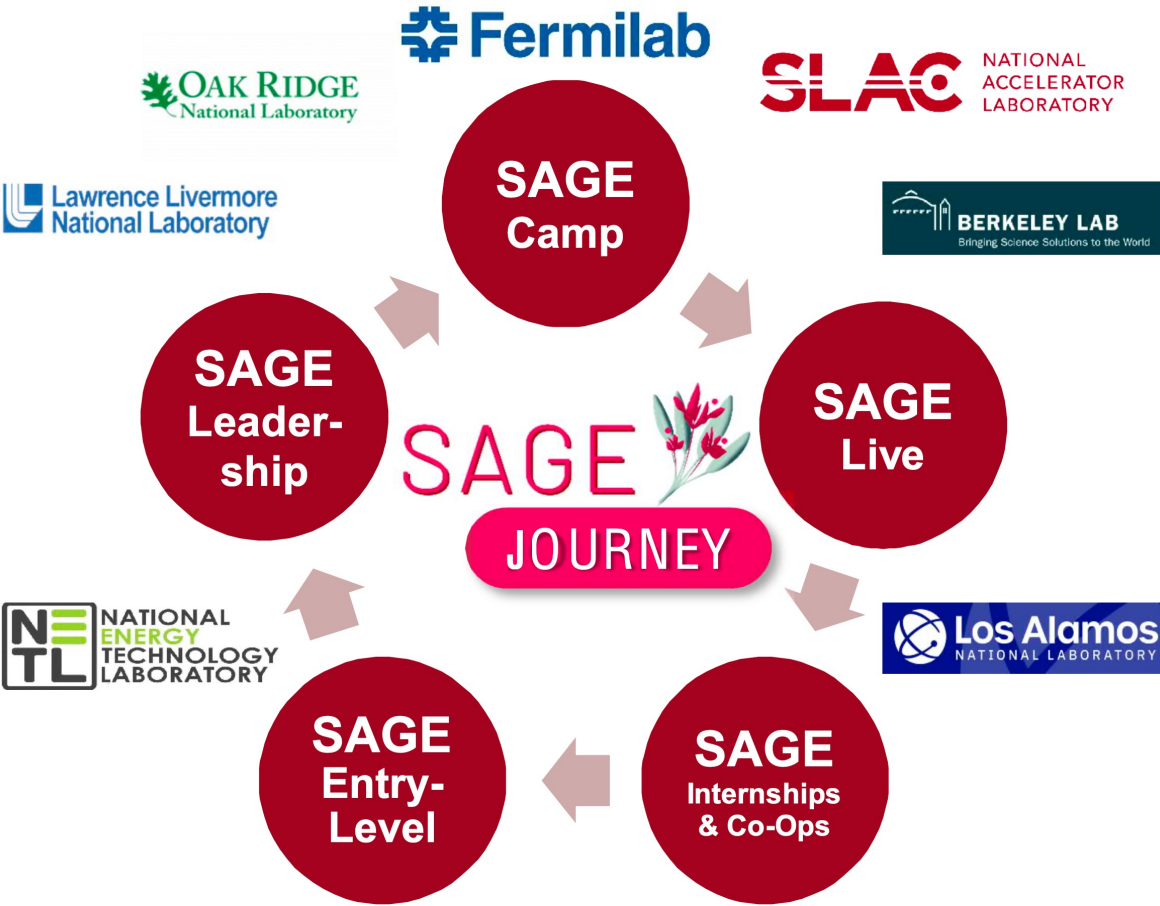 Fermilab
OAK RIDGE
National Laboratory
SLAC
NATIONAL
ACCELERATOR
LABORATORY
Lawrence Livermore
National Laboratory
BERKELEY LAB
Bringing Science Solutions to the World
SAGE
Camp
SAGE
Live
SAGE
Leader-
ship
SAGE
JOURNEY
NETL
NATIONAL
ENERGY
TECHNOLOGY
LABORATORY
Los Alamos
NATIONAL LABORATORY
SAGE
Entry-
Level
SAGE
Internships
& Co-Ops